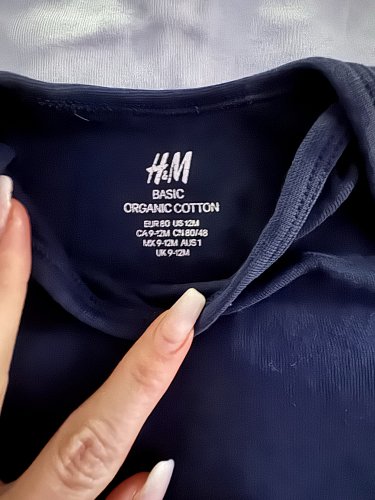 H&M
BASIC
ORGANIC COTTON
EUR 80 US 12M
CA 9-12M CN 80/48
MX 9-12M AUS 1
UK 9-12M